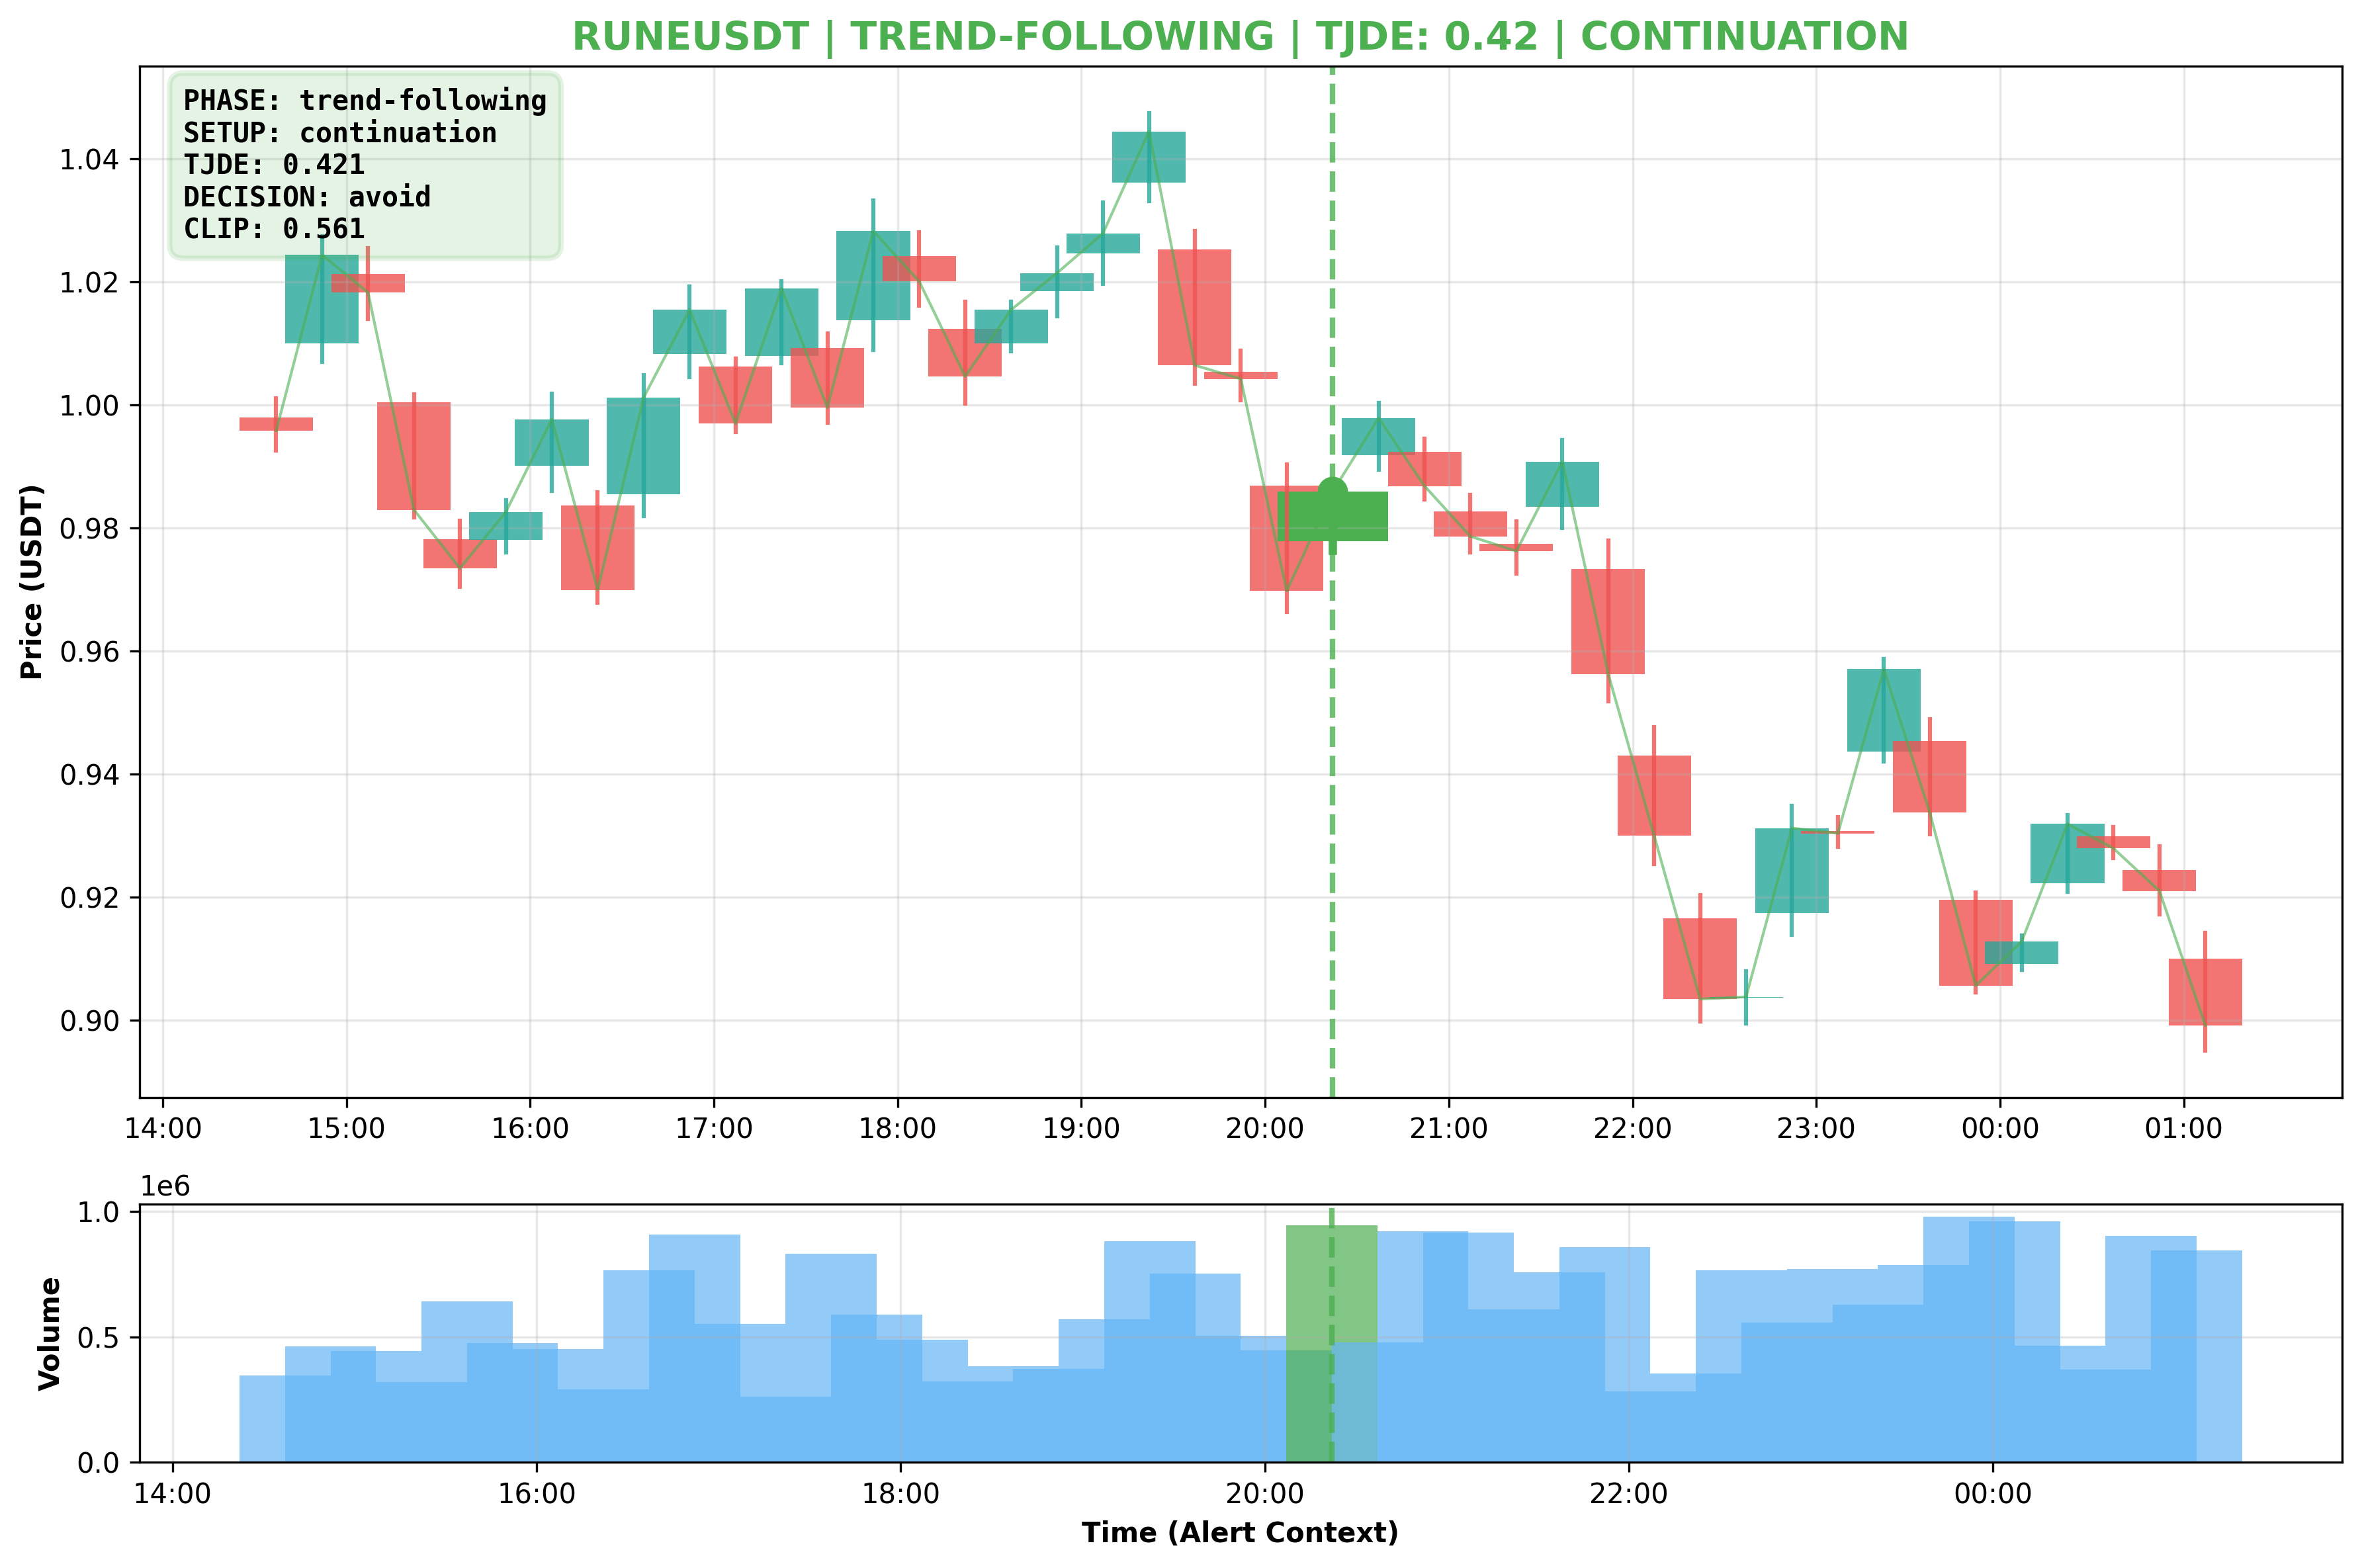 RUNEUSDT | TREND-FOLLOWING | TJDE: 0.42 | CONTINUATION
PHASE: trend-following
SETUP: continuation
TJDE: 0.421
DECISION: avoid
CLIP: 0.561
Price (USDT)
1.04
1.02
1.00
0.98
0.96
0.94
0.92
0.90
14:00 15:00 16:00 17:00 18:00 19:00 20:00 21:00 22:00 23:00 00:00 01:00
1e6
Volume
1.0
0.5
0.0
14:00 16:00 18:00 20:00 22:00 00:00
Time (Alert Context)